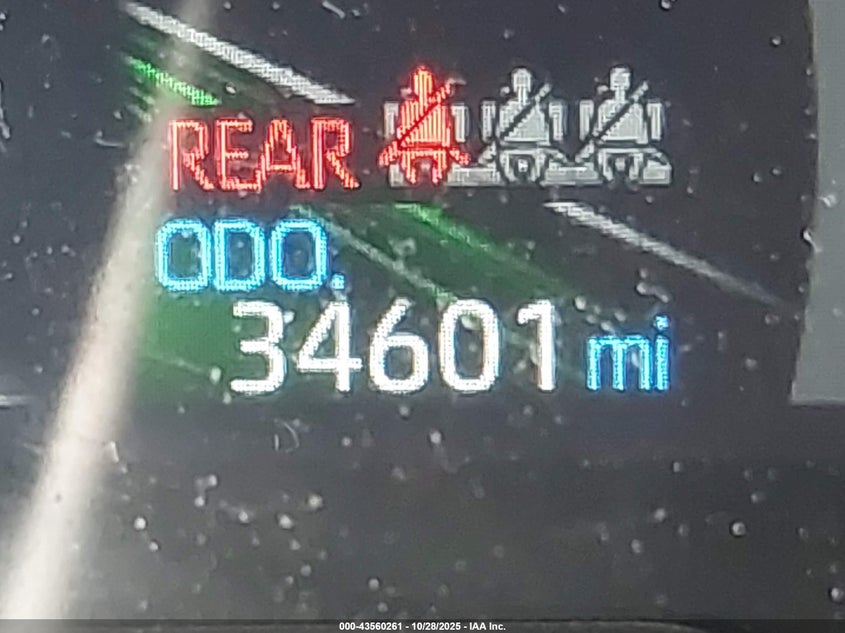 REAR
ODO.
34601 mi
000-43560261 - 10/28/2025 - IAA Inc.